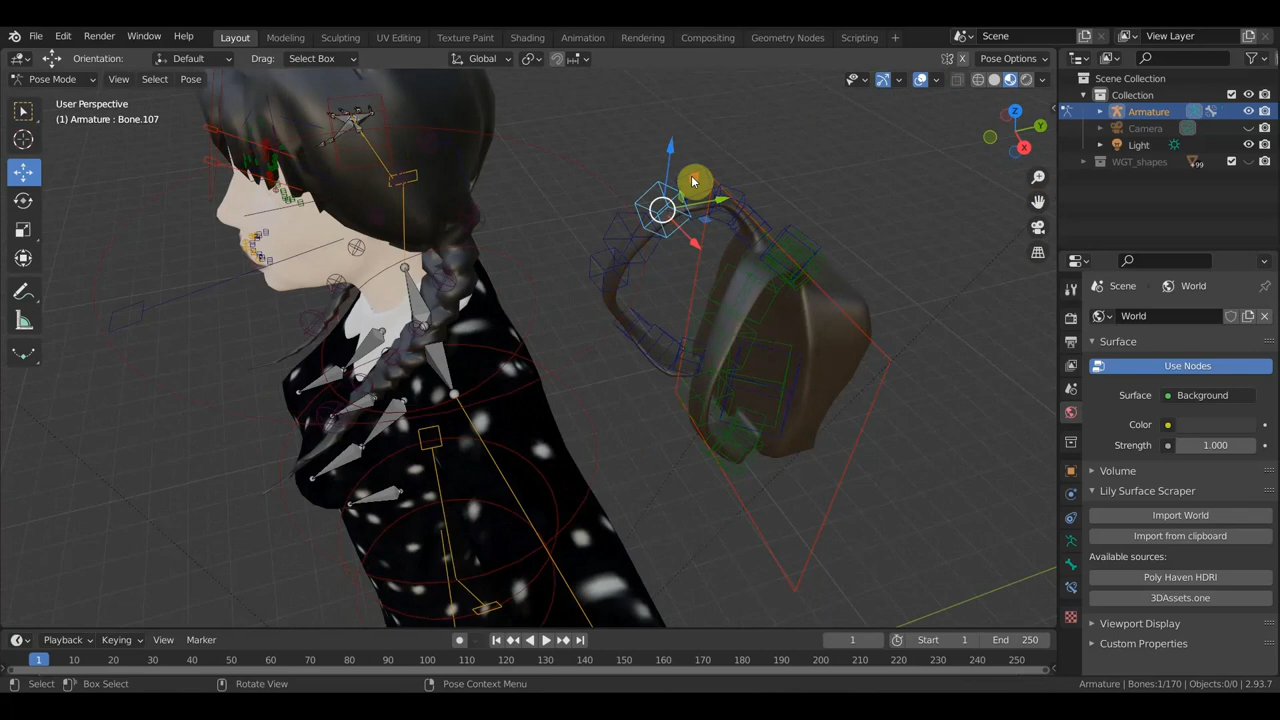 File Edit Render Window Help Layout Modeling Sculpting UV Editing Texture Paint Shading Animation Rendering Compositing Geometry Nodes Scripting + Scene View Layer
Orientation: Default Drag: Select Box Global Pose Options
Pose Mode View Select Pose
User Perspective
(1) Armature : Bone.107
Z
Y
X
Scene Collection
Collection
Armature
Camera
Light
WGT_shapes 99
Scene World
World
Surface
Use Nodes
Surface Background
Color
Strength 1.000
Volume
Lily Surface Scraper
Import World
Import from clipboard
Available sources:
Poly Haven HDRI
3DAssets.one
Viewport Display
Custom Properties
Playback Keying View Marker 1 Start 1 End 250
1 10 20 30 40 50 60 70 80 90 100 110 120 130 140 150 160 170 180 190 200 210 220 230 240 250
Select Box Select Rotate View Pose Context Menu Armature | Bones:1/170 | Objects:0/0 | 2.93.7